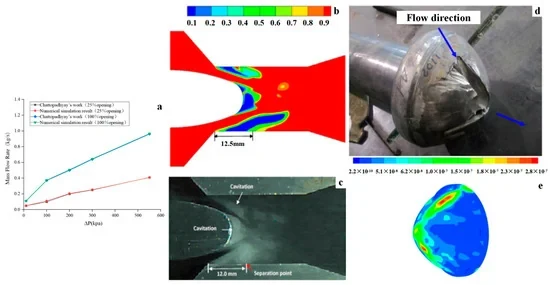 a
Chattopadhyay's work (25%opening)
Numerical simulation result (25%opening)
Chattopadhyay's work (100%opening)
Numerical simulation result (100%opening)
Mass Flow Rate (kg/s)
1.4
1.2
1.0
0.8
0.6
0.4
0.2
0.0
0 100 200 300 400 500 600
ΔP(kpa)
b
0.1 0.2 0.3 0.4 0.5 0.6 0.7 0.8 0.9
12.5mm
c
Cavitation
Cavitation
12.0 mm
Separation point
d
Flow direction
e